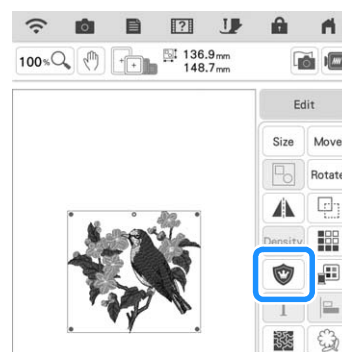 100%
136.9mm
148.7mm
Edit
Size
Move
Rotate
Density